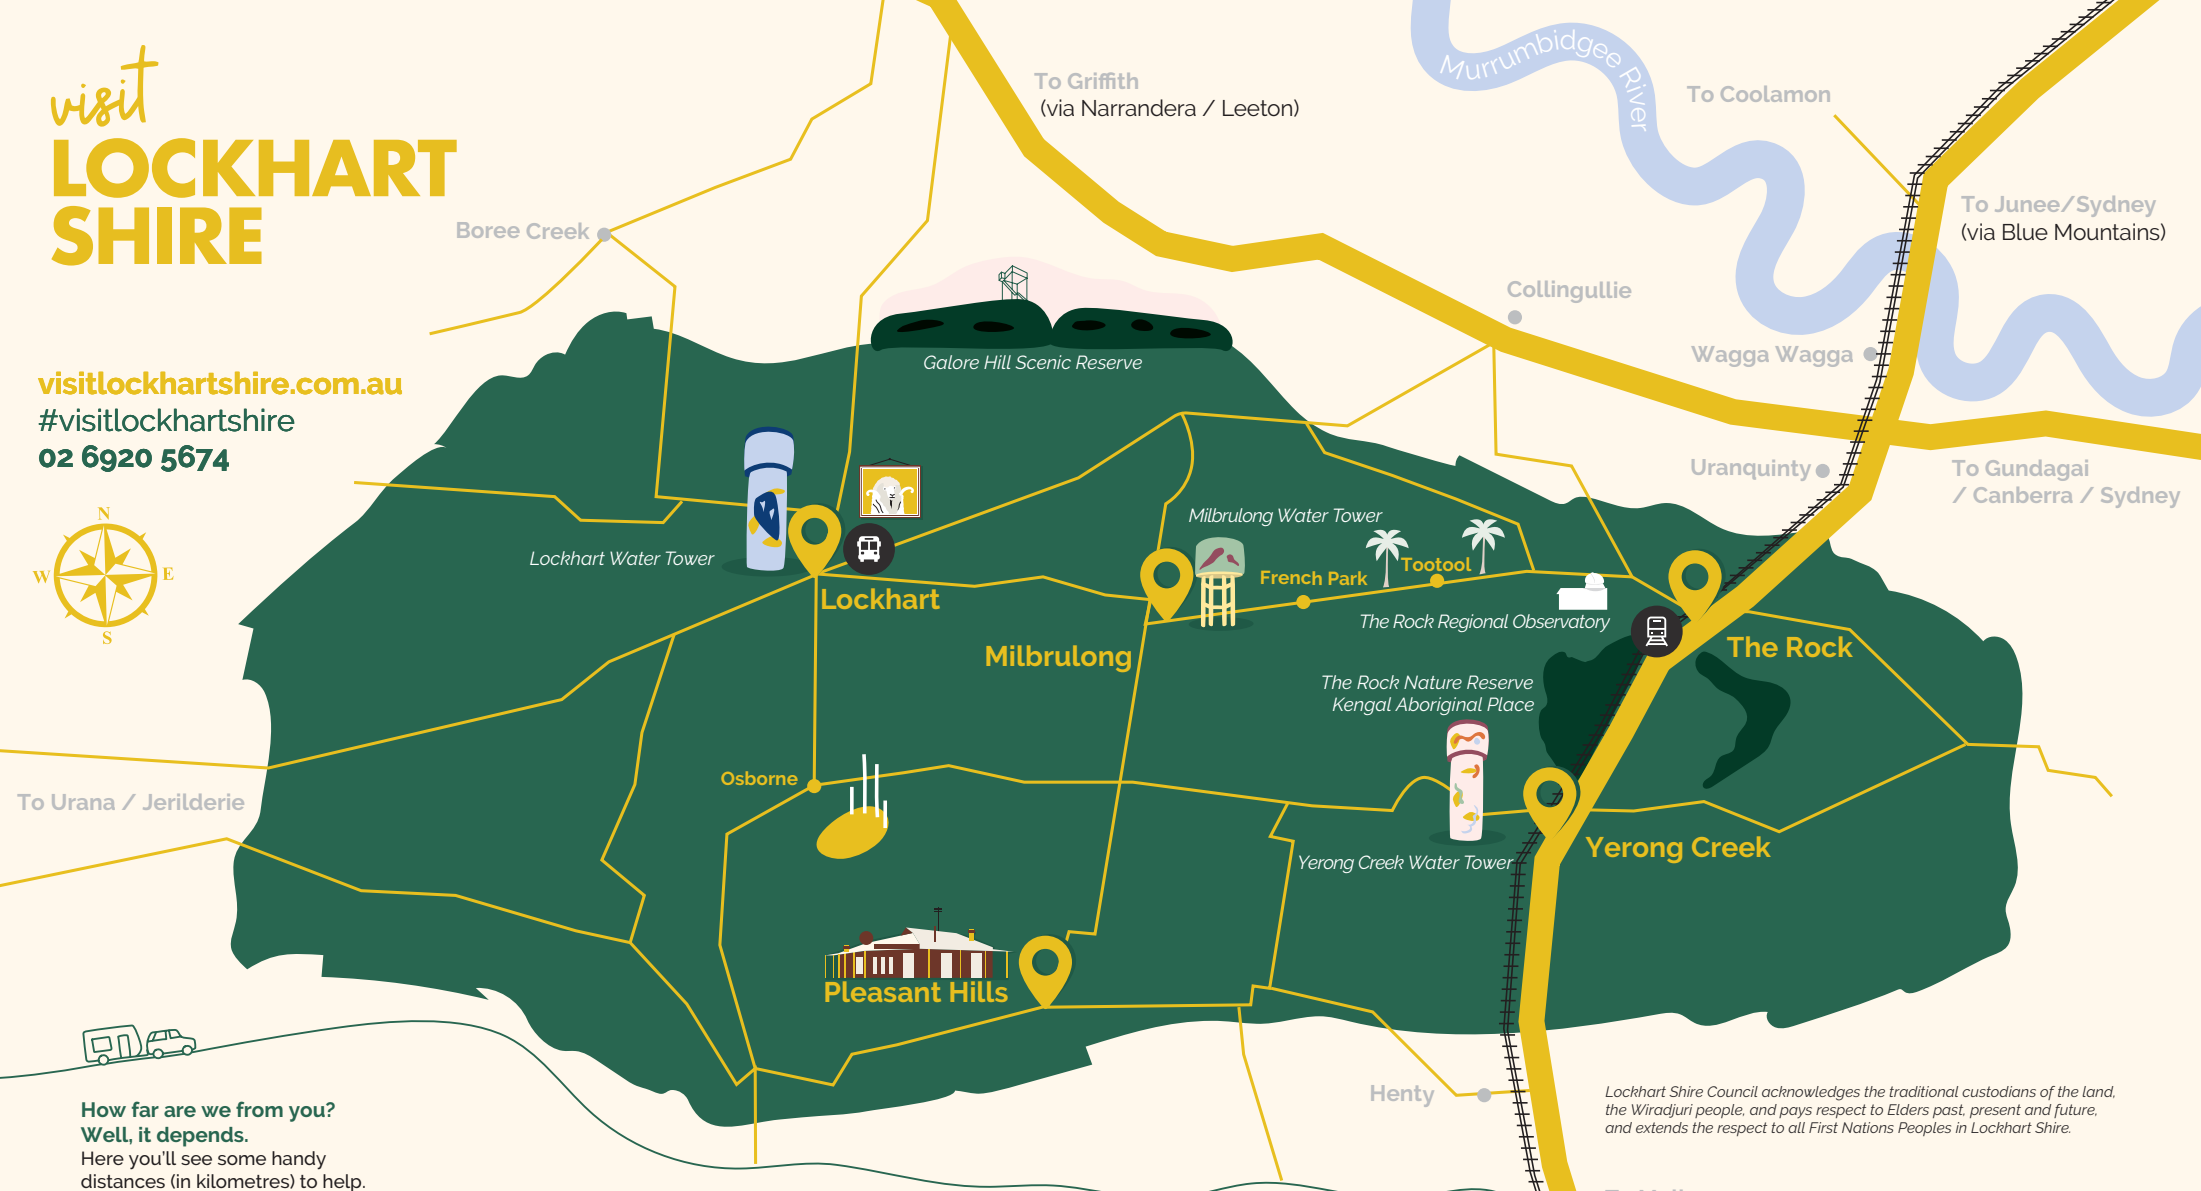 visit
LOCKHART
SHIRE
visitlockhartshire.com.au
#visitlockhartshire
02 6920 5674
N
W
E
S
Boree Creek
To Griffith
(via Narrandera / Leeton)
Murrumbidgee River
To Coolamon
To Junee/Sydney
(via Blue Mountains)
Collingullie
Wagga Wagga
Uranquinty
To Gundagai
/ Canberra / Sydney
Galore Hill Scenic Reserve
Lockhart Water Tower
Lockhart
Milbrulong Water Tower
Milbrulong
French Park
Tootool
The Rock Regional Observatory
The Rock
The Rock Nature Reserve
Kengal Aboriginal Place
Osborne
To Urana / Jerilderie
Yerong Creek Water Tower
Yerong Creek
Pleasant Hills
Henty
How far are we from you?
Well, it depends.
Here you'll see some handy
distances (in kilometres) to help.
Lockhart Shire Council acknowledges the traditional custodians of the land,
the Wiradjuri people, and pays respect to Elders past, present and future,
and extends the respect to all First Nations Peoples in Lockhart Shire.